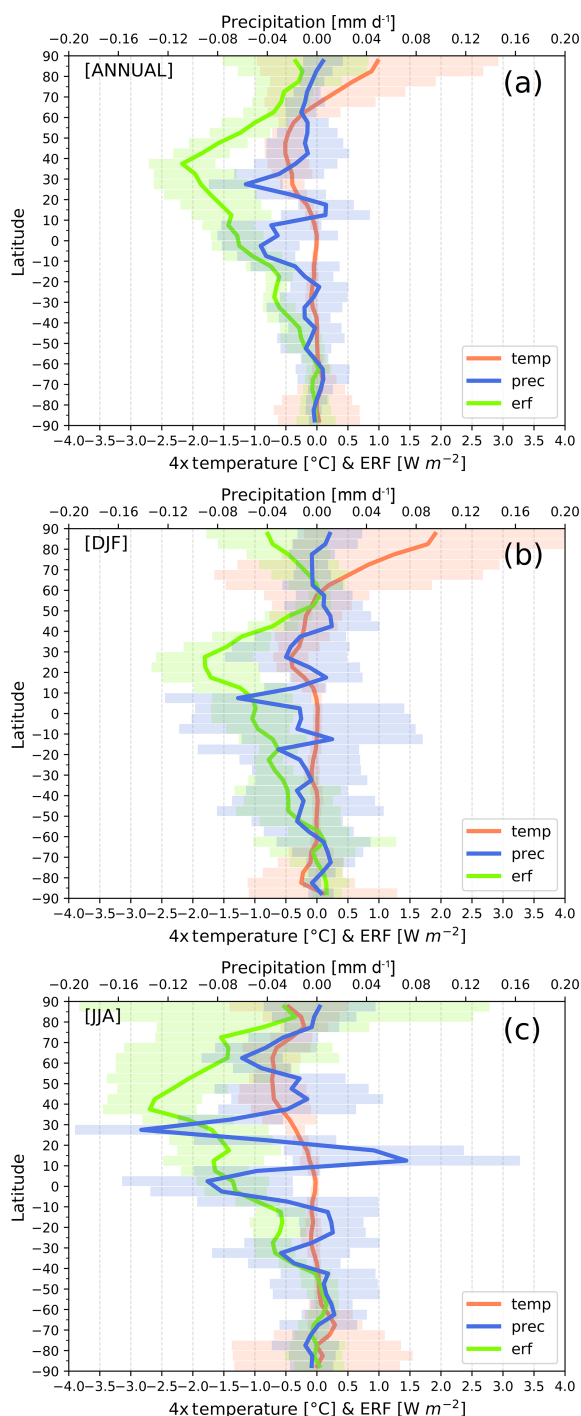 Precipitation [mm d⁻¹]
-0.20 -0.16 -0.12 -0.08 -0.04 0.00 0.04 0.08 0.12 0.16 0.20
[ANNUAL]
(a)
90
80
70
60
50
40
30
20
10
0
−10
−20
−30
−40
−50
−60
−70
−80
−90
Latitude
temp
prec
erf
−4.0 −3.5 −3.0 −2.5 −2.0 −1.5 −1.0 −0.5 0.0 0.5 1.0 1.5 2.0 2.5 3.0 3.5 4.0
4x temperature [°C] & ERF [W m⁻²]
Precipitation [mm d⁻¹]
-0.20 -0.16 -0.12 -0.08 -0.04 0.00 0.04 0.08 0.12 0.16 0.20
[DJF]
(b)
90
80
70
60
50
40
30
20
10
0
−10
−20
−30
−40
−50
−60
−70
−80
−90
Latitude
temp
prec
erf
−4.0 −3.5 −3.0 −2.5 −2.0 −1.5 −1.0 −0.5 0.0 0.5 1.0 1.5 2.0 2.5 3.0 3.5 4.0
4x temperature [°C] & ERF [W m⁻²]
Precipitation [mm d⁻¹]
-0.20 -0.16 -0.12 -0.08 -0.04 0.00 0.04 0.08 0.12 0.16 0.20
[JJA]
(c)
90
80
70
60
50
40
30
20
10
0
−10
−20
−30
−40
−50
−60
−70
−80
−90
Latitude
temp
prec
erf
−4.0 −3.5 −3.0 −2.5 −2.0 −1.5 −1.0 −0.5 0.0 0.5 1.0 1.5 2.0 2.5 3.0 3.5 4.0
4x temperature [°C] & ERF [W m⁻²]